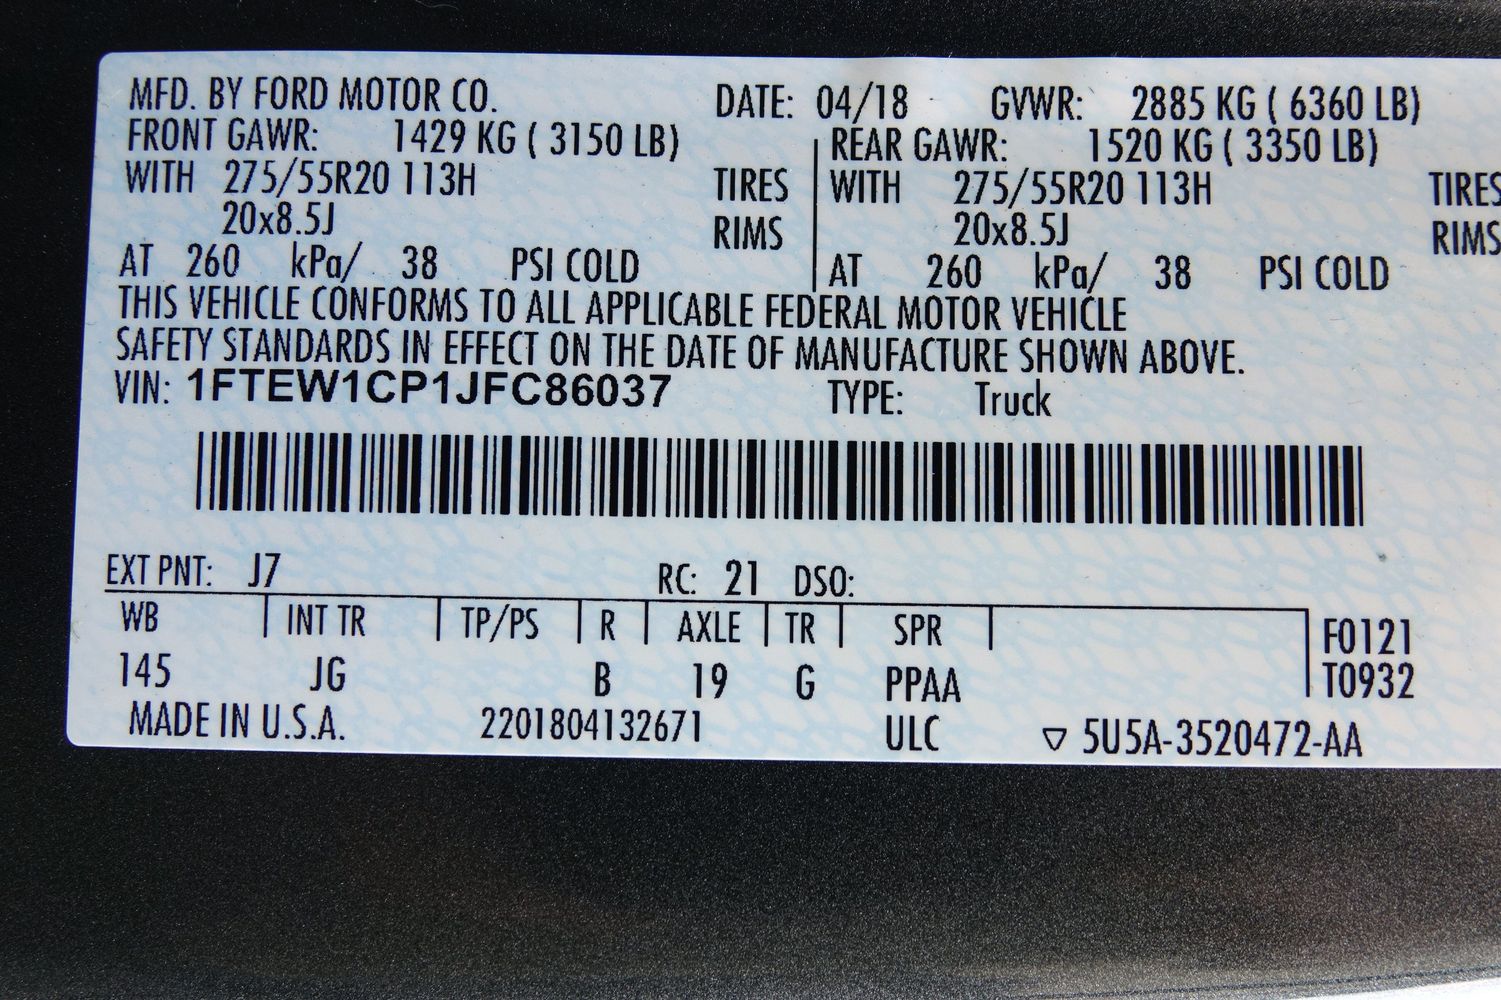 MFD. BY FORD MOTOR CO. DATE: 04/18 GVWR: 2885 KG ( 6360 LB)
FRONT GAWR: 1429 KG ( 3150 LB) REAR GAWR: 1520 KG ( 3350 LB)
WITH 275/55R20 113H TIRES WITH 275/55R20 113H TIRES
20x8.5J RIMS 20x8.5J RIMS
AT 260 kPa/ 38 PSI COLD AT 260 kPa/ 38 PSI COLD
THIS VEHICLE CONFORMS TO ALL APPLICABLE FEDERAL MOTOR VEHICLE
SAFETY STANDARDS IN EFFECT ON THE DATE OF MANUFACTURE SHOWN ABOVE.
VIN: 1FTEW1CP1JFC86037 TYPE: Truck
EXT PNT: J7 RC: 21 DSO:
WB INT TR TP/PS R AXLE TR SPR F0121
145 JG B 19 G PPAA T0932
MADE IN U.S.A. 2201804132671 ULC ▽ 5U5A-3520472-AA